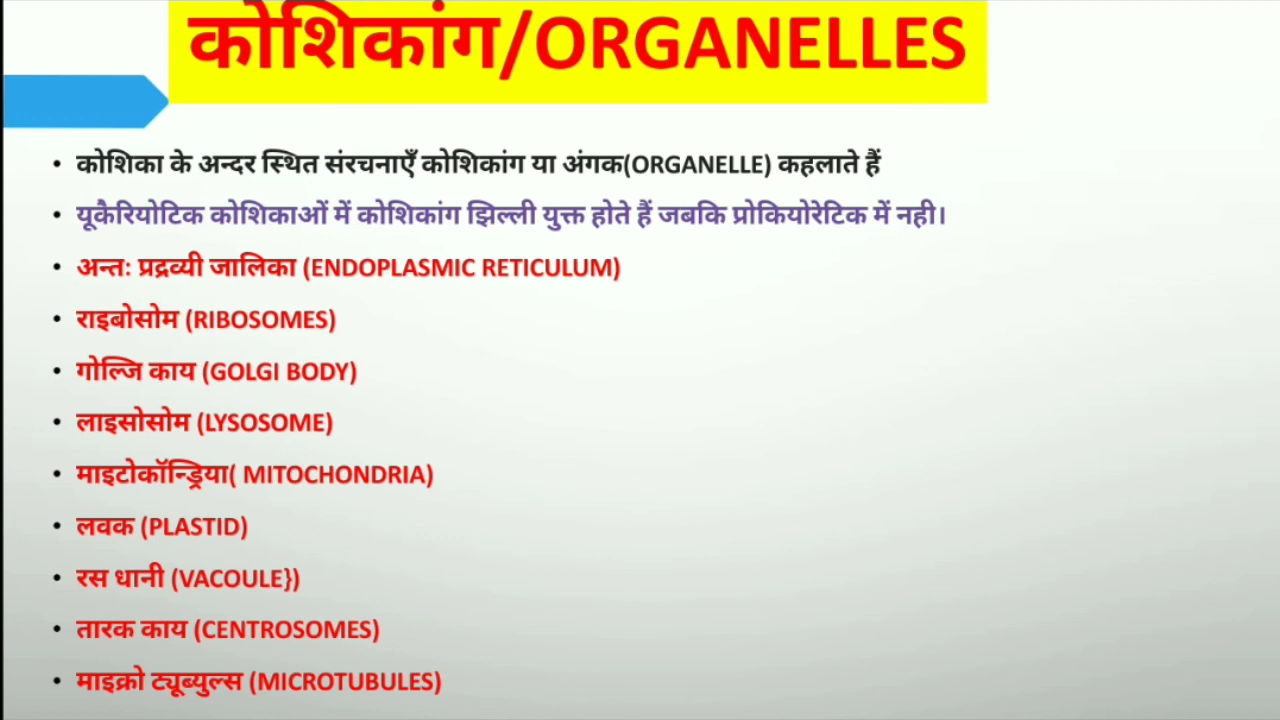 कोशिकांग/ORGANELLES
• कोशिका के अन्दर स्थित संरचनाएँ कोशिकांग या अंगक(ORGANELLE) कहलाते हैं
• यूकैरियोटिक कोशिकाओं में कोशिकांग झिल्ली युक्त होते हैं जबकि प्रोकियोरेटिक में नही।
• अन्तः प्रद्रव्यी जालिका (ENDOPLASMIC RETICULUM)
• राइबोसोम (RIBOSOMES)
• गोल्जि काय (GOLGI BODY)
• लाइसोसोम (LYSOSOME)
• माइटोकॉन्ड्रिया( MITOCHONDRIA)
• लवक (PLASTID)
• रस धानी (VACOULE})
• तारक काय (CENTROSOMES)
• माइक्रो ट्यूब्युल्स (MICROTUBULES)